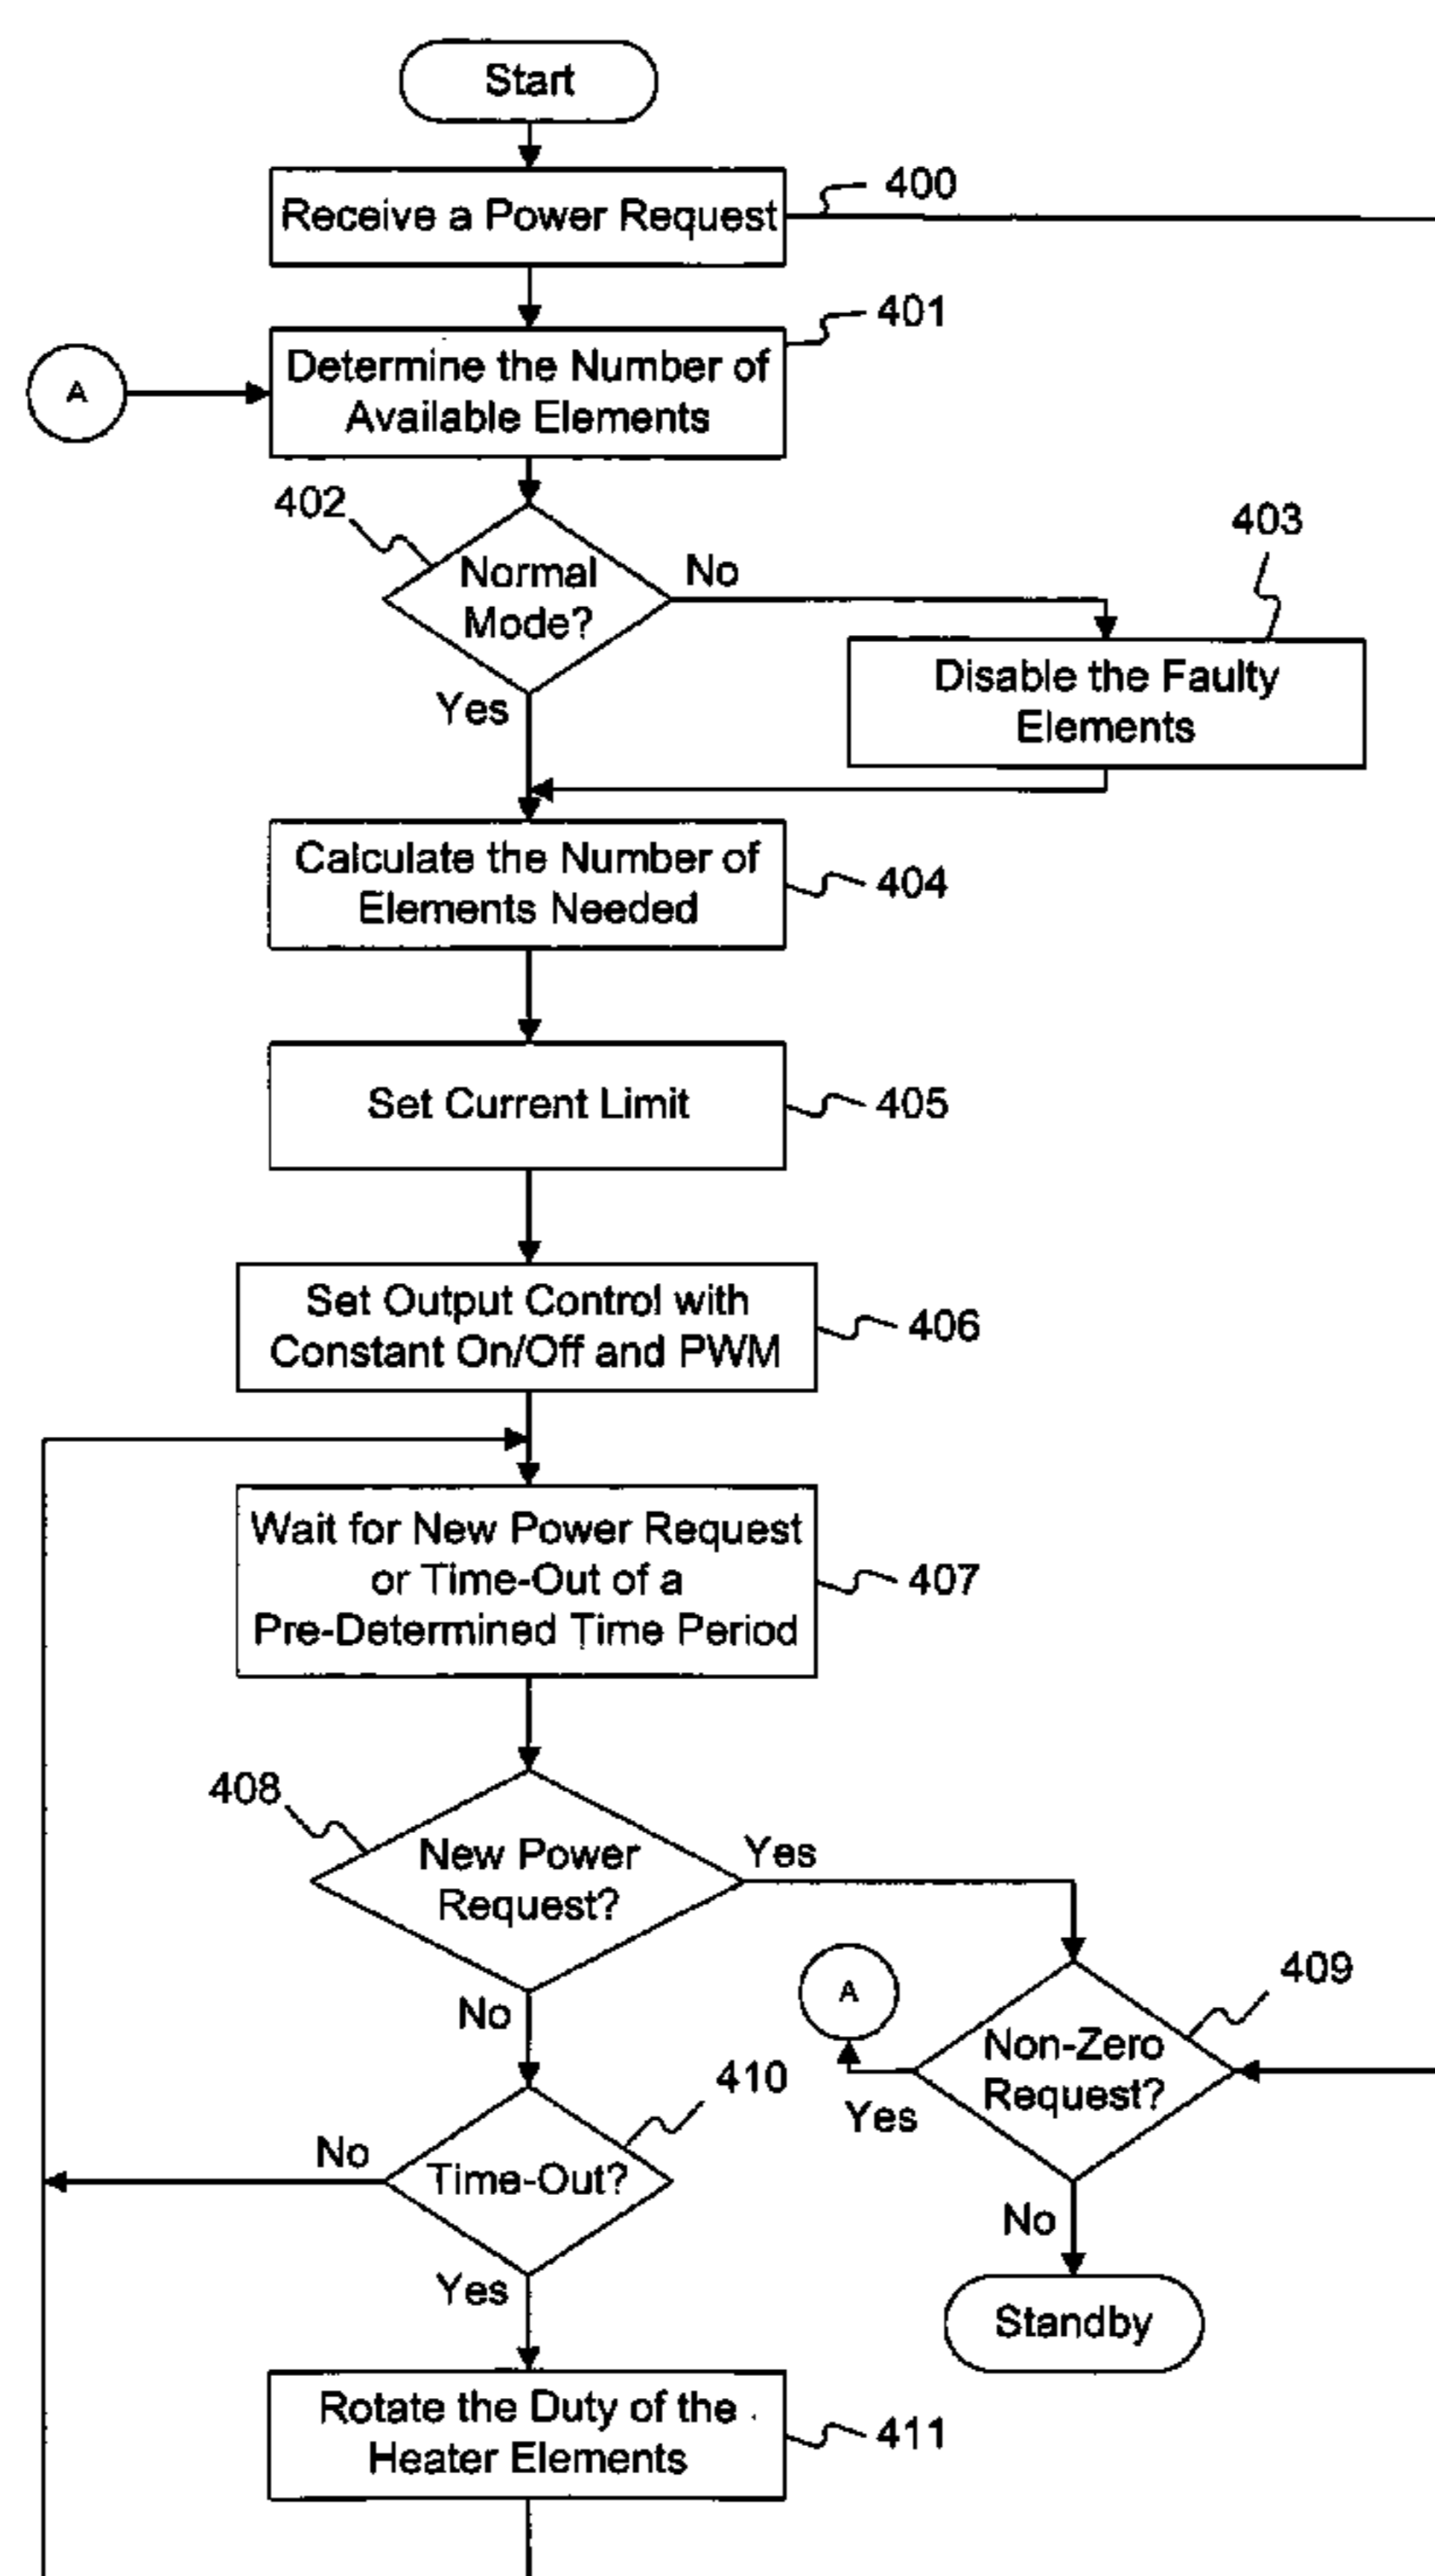 Start
Receive a Power Request
400
Determine the Number of
Available Elements
401
A
402
Normal
Mode?
No
Yes
403
Disable the Faulty
Elements
Calculate the Number of
Elements Needed
404
Set Current Limit
405
Set Output Control with
Constant On/Off and PWM
406
Wait for New Power Request
or Time-Out of a
Pre-Determined Time Period
407
408
New Power
Request?
Yes
No
A
409
Non-Zero
Request?
Yes
No
Standby
410
Time-Out?
No
Yes
Rotate the Duty of the
Heater Elements
411